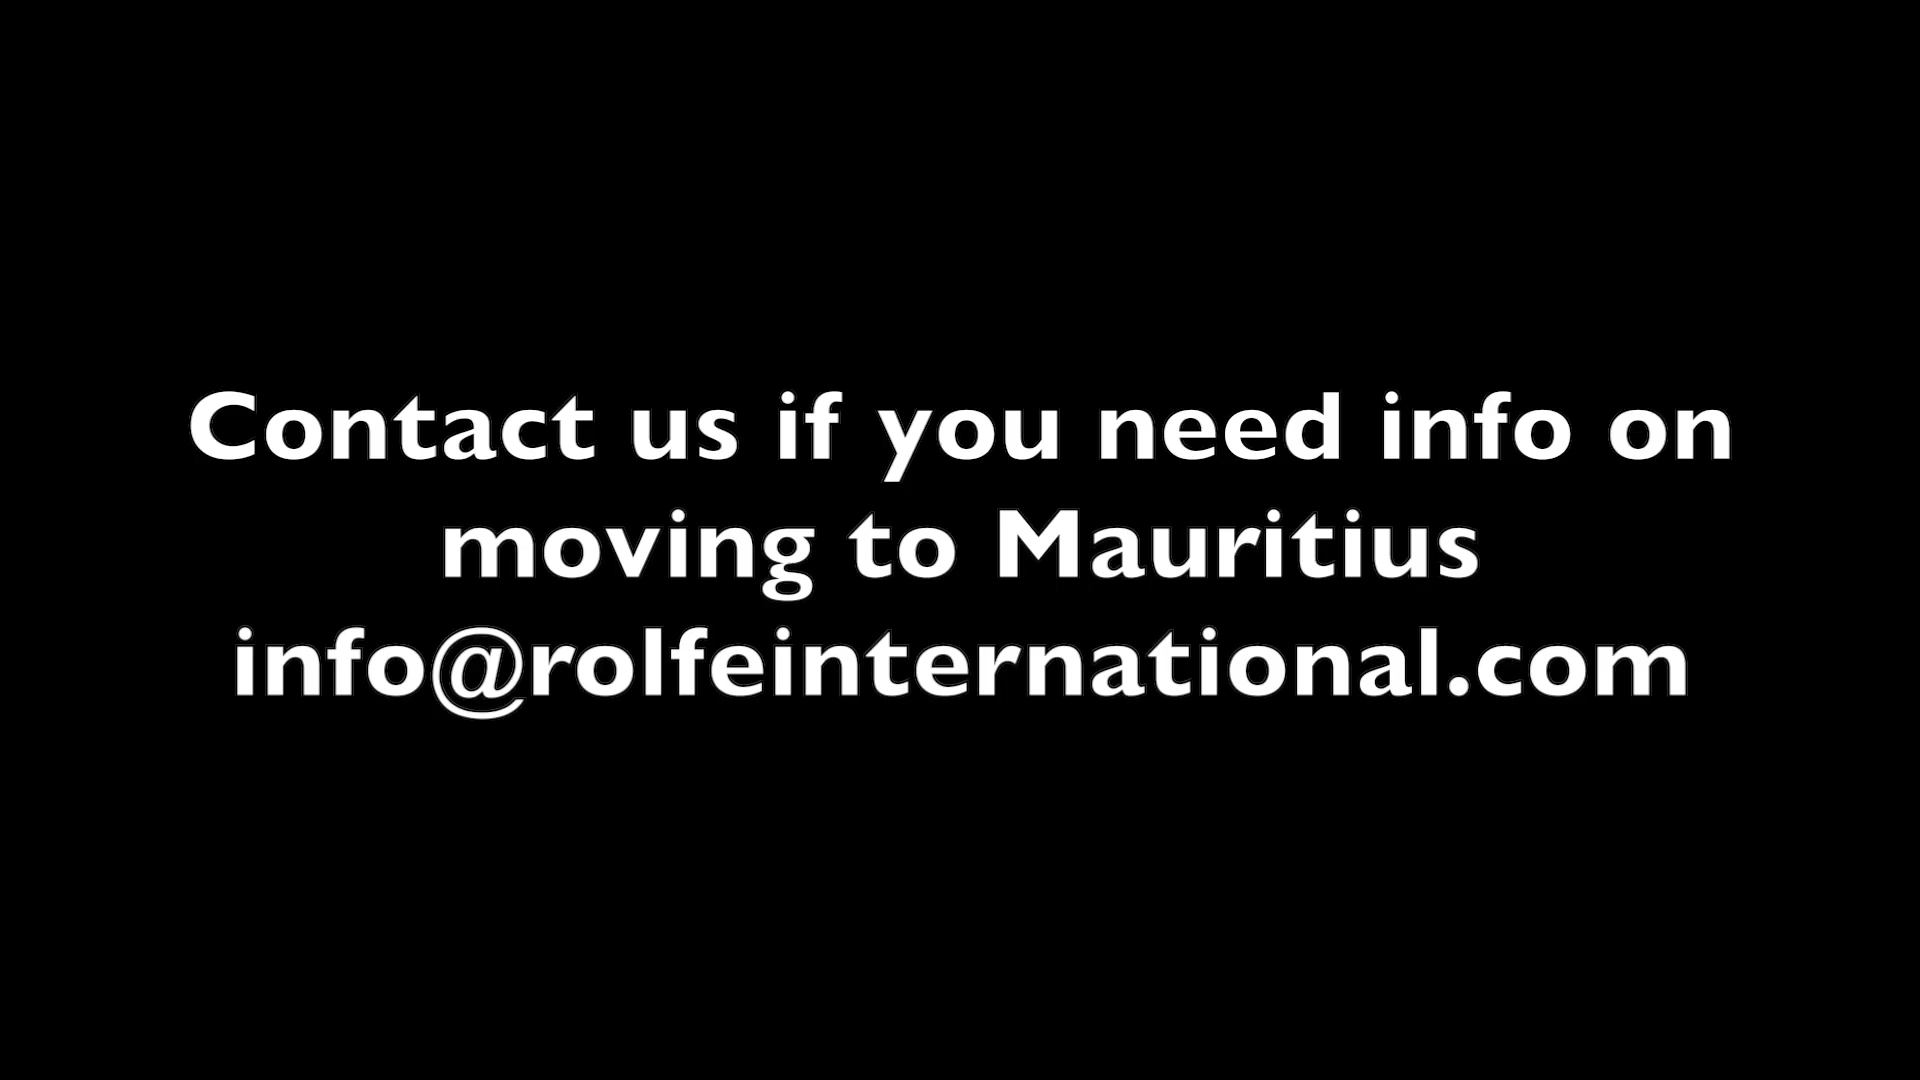 Contact us if you need info on
moving to Mauritius
info@rolfeinternational.com